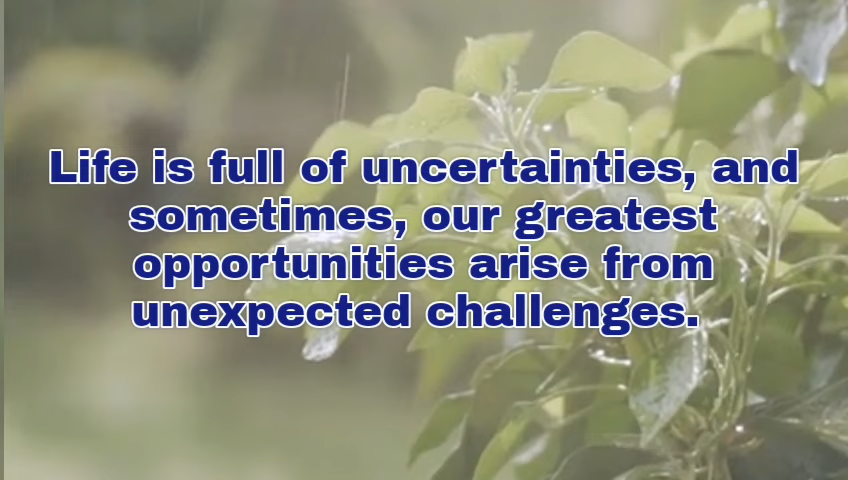 Life is full of uncertainties, and
sometimes, our greatest
opportunities arise from
unexpected challenges.